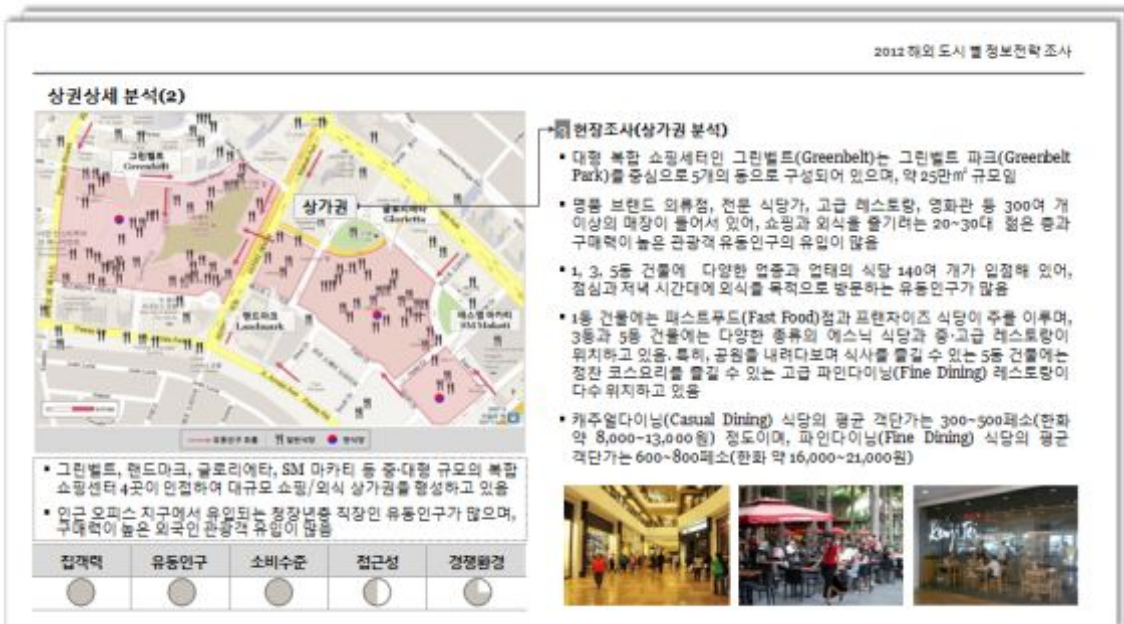 2012 해외 도시 별 정보전략 조사
상권상세 분석(2)
그린벨트
Greenbelt
상가권
글로리에타
Glorietta
랜드마크
Landmark
에스엠 마카티
SM Makati
유동인구 흐름 일반식당 한식당
▪ 그린벨트, 랜드마크, 글로리에타, SM 마카티 등 중·대형 규모의 복합
쇼핑센터 4곳이 인접하여 대규모 쇼핑/외식 상가권을 형성하고 있음
▪ 인근 오피스 지구에서 유입되는 청장년층 직장인 유동인구가 많으며,
구매력이 높은 외국인 관광객 유입이 많음
집객력 유동인구 소비수준 접근성 경쟁환경
현장조사(상가권 분석)
▪ 대형 복합 쇼핑세터인 그린벨트(Greenbelt)는 그린벨트 파크(Greenbelt
Park)를 중심으로 5개의 동으로 구성되어 있으며, 약 25만㎡ 규모임
▪ 명품 브랜드 의류점, 전문 식당가, 고급 레스토랑, 영화관 등 300여 개
이상의 매장이 들어서 있어, 쇼핑과 외식을 즐기려는 20~30대 젊은 층과
구매력이 높은 관광객 유동인구의 유입이 많음
▪ 1, 3, 5동 건물에 다양한 업종과 업태의 식당 140여 개가 입점해 있어,
점심과 저녁 시간대에 외식을 목적으로 방문하는 유동인구가 많음
▪ 1동 건물에는 패스트푸드(Fast Food)점과 프랜차이즈 식당이 주를 이루며,
3동과 5동 건물에는 다양한 종류의 에스닉 식당과 중·고급 레스토랑이
위치하고 있음. 특히, 공원을 내려다보며 식사를 즐길 수 있는 5동 건물에는
정찬 코스요리를 즐길 수 있는 고급 파인다이닝(Fine Dining) 레스토랑이
다수 위치하고 있음
▪ 캐주얼다이닝(Casual Dining) 식당의 평균 객단가는 300~500페소(한화
약 8,000~13,000원) 정도이며, 파인다이닝(Fine Dining) 식당의 평균
객단가는 600~800페소(한화 약 16,000~21,000원)